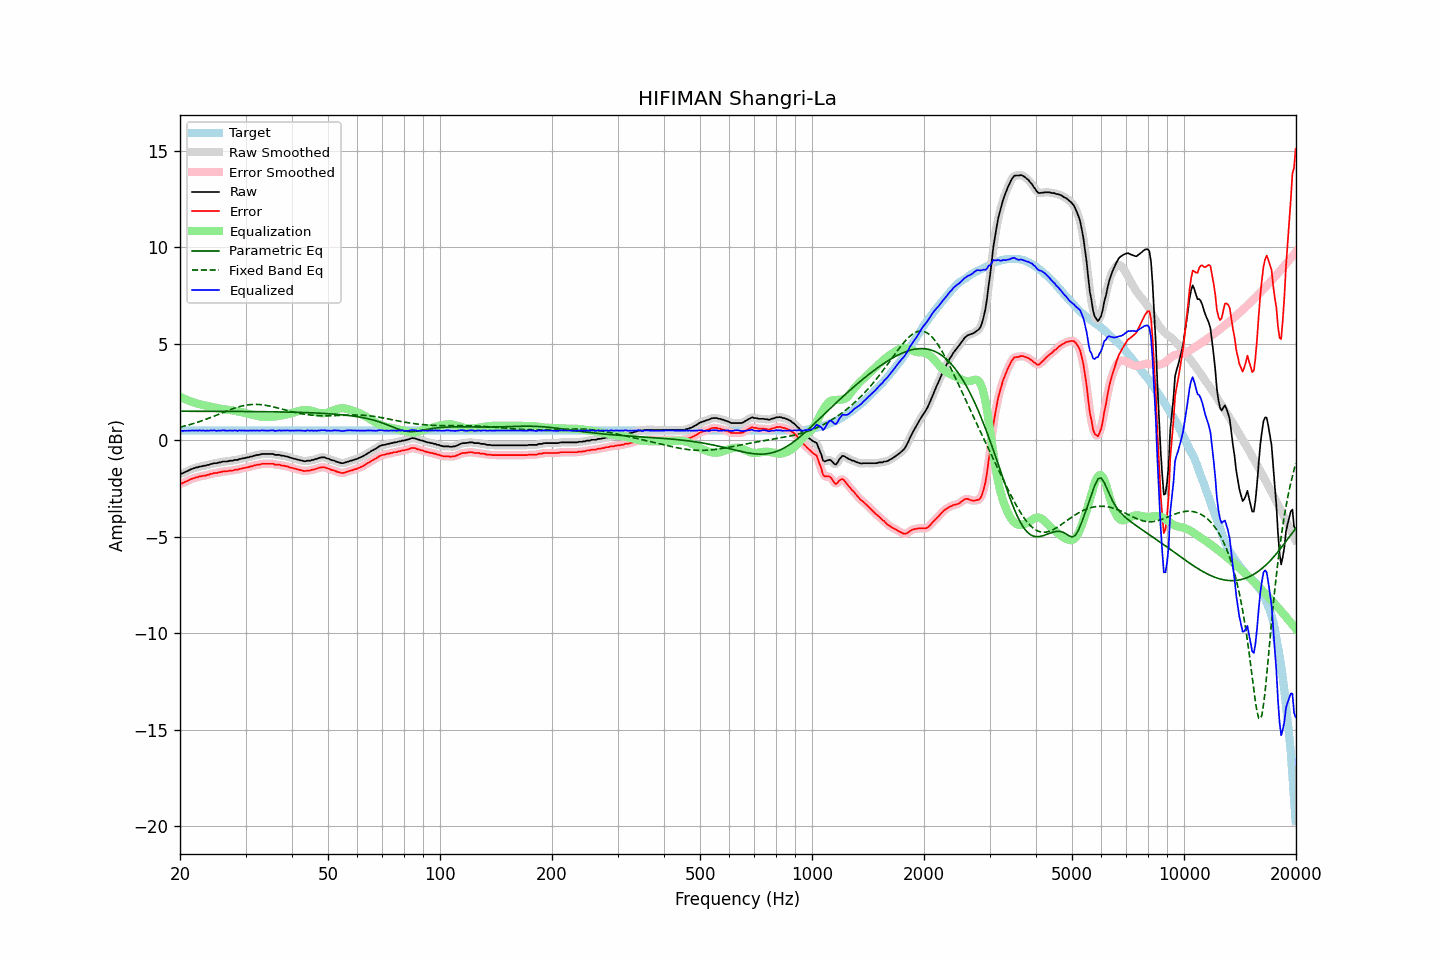 HIFIMAN Shangri-La
Target
Raw Smoothed
Error Smoothed
Raw
Error
Equalization
Parametric Eq
Fixed Band Eq
Equalized
15
10
5
0
−5
−10
−15
−20
Amplitude (dBr)
20 50 100 200 500 1000 2000 5000 10000 20000
Frequency (Hz)